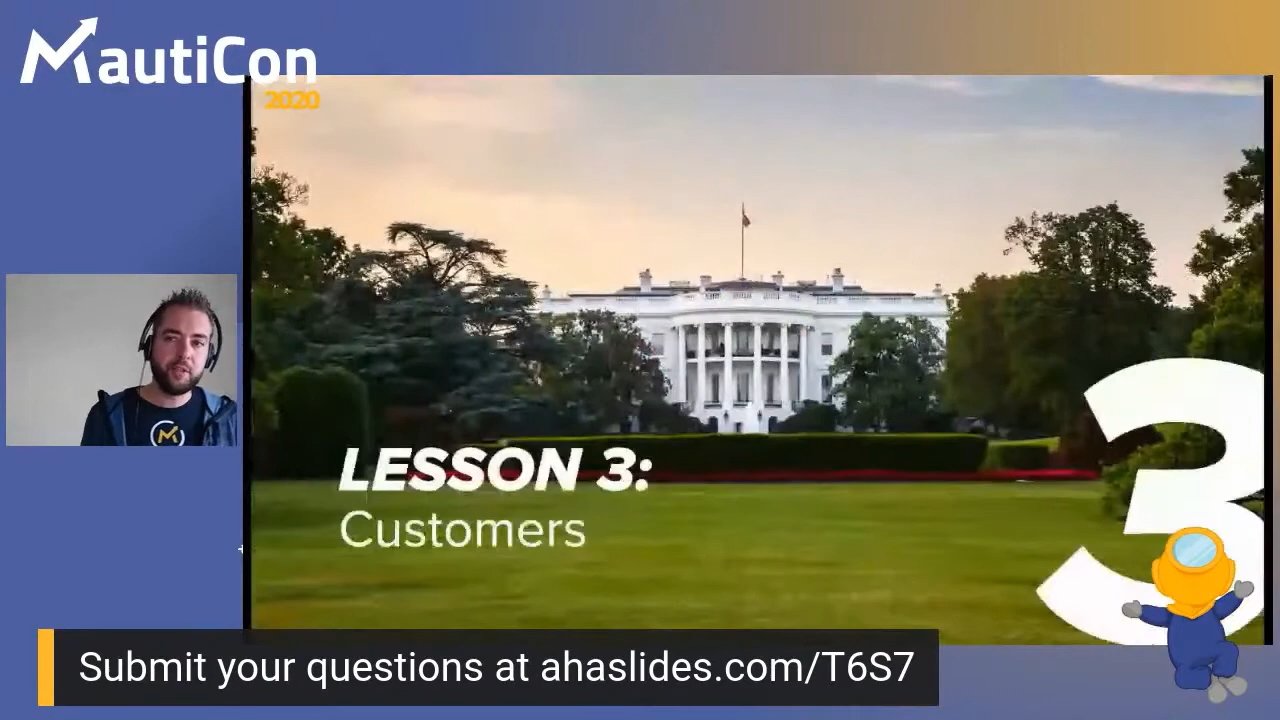 MautiCon
2020
LESSON 3:
Customers
3
Submit your questions at ahaslides.com/T6S7